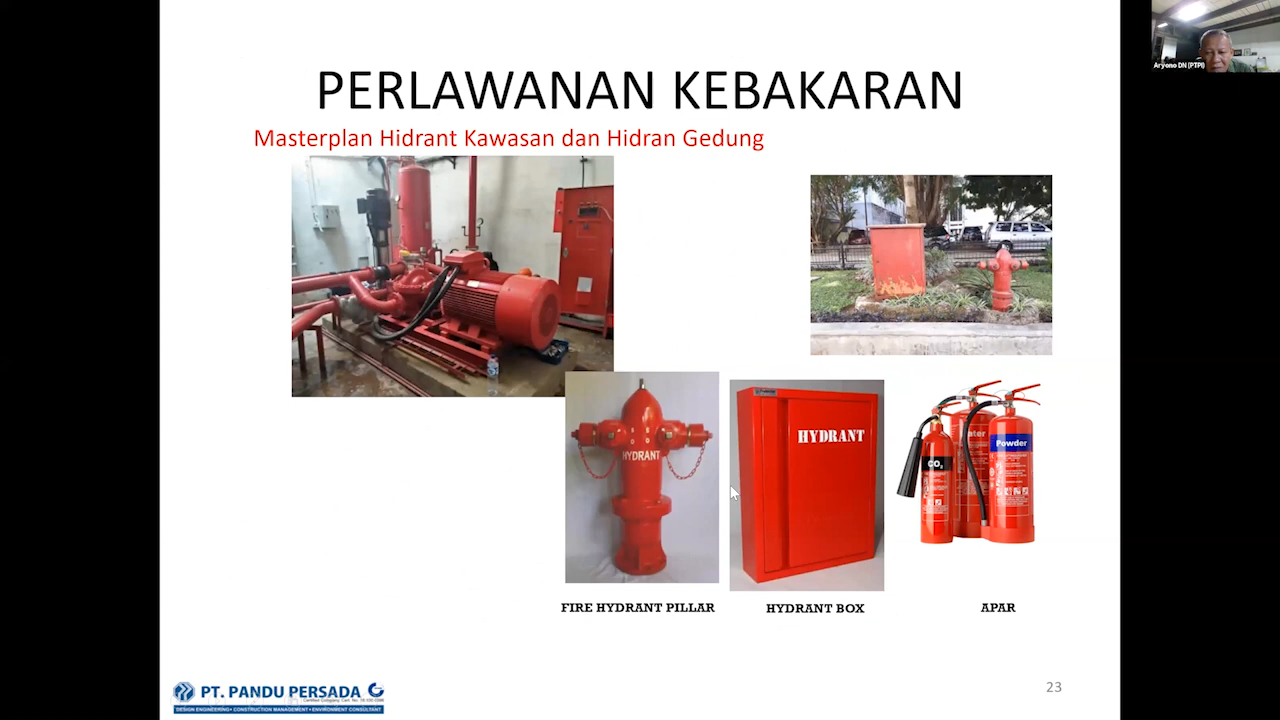 Aryono DN (PTPI)
PERLAWANAN KEBAKARAN
Masterplan Hidrant Kawasan dan Hidran Gedung
HYDRANT
HYDRANT
CO2
Powder
FIRE HYDRANT PILLAR
HYDRANT BOX
APAR
PT. PANDU PERSADA
DESIGN ENGINEERING • CONSTRUCTION MANAGEMENT • ENVIRONMENT CONSULTANT
23